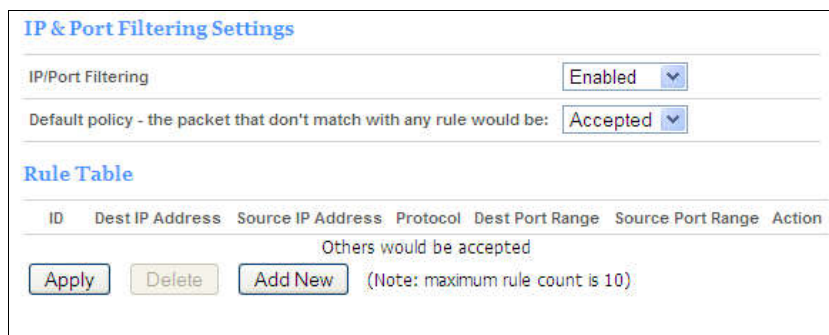 IP & Port Filtering Settings
IP/Port Filtering Enabled
Default policy - the packet that don't match with any rule would be: Accepted
Rule Table
ID Dest IP Address Source IP Address Protocol Dest Port Range Source Port Range Action
Others would be accepted
Apply Delete Add New (Note: maximum rule count is 10)